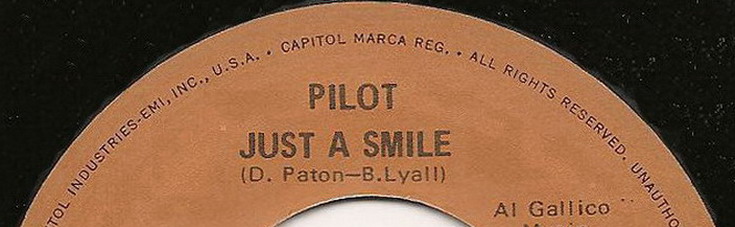 TOL INDUSTRIES-EMI, INC., U.S.A. • CAPITOL MARCA REG. • ALL RIGHTS RESERVED. UNAUTHO
PILOT
JUST A SMILE
(D. Paton—B.Lyall)
Al Gallico